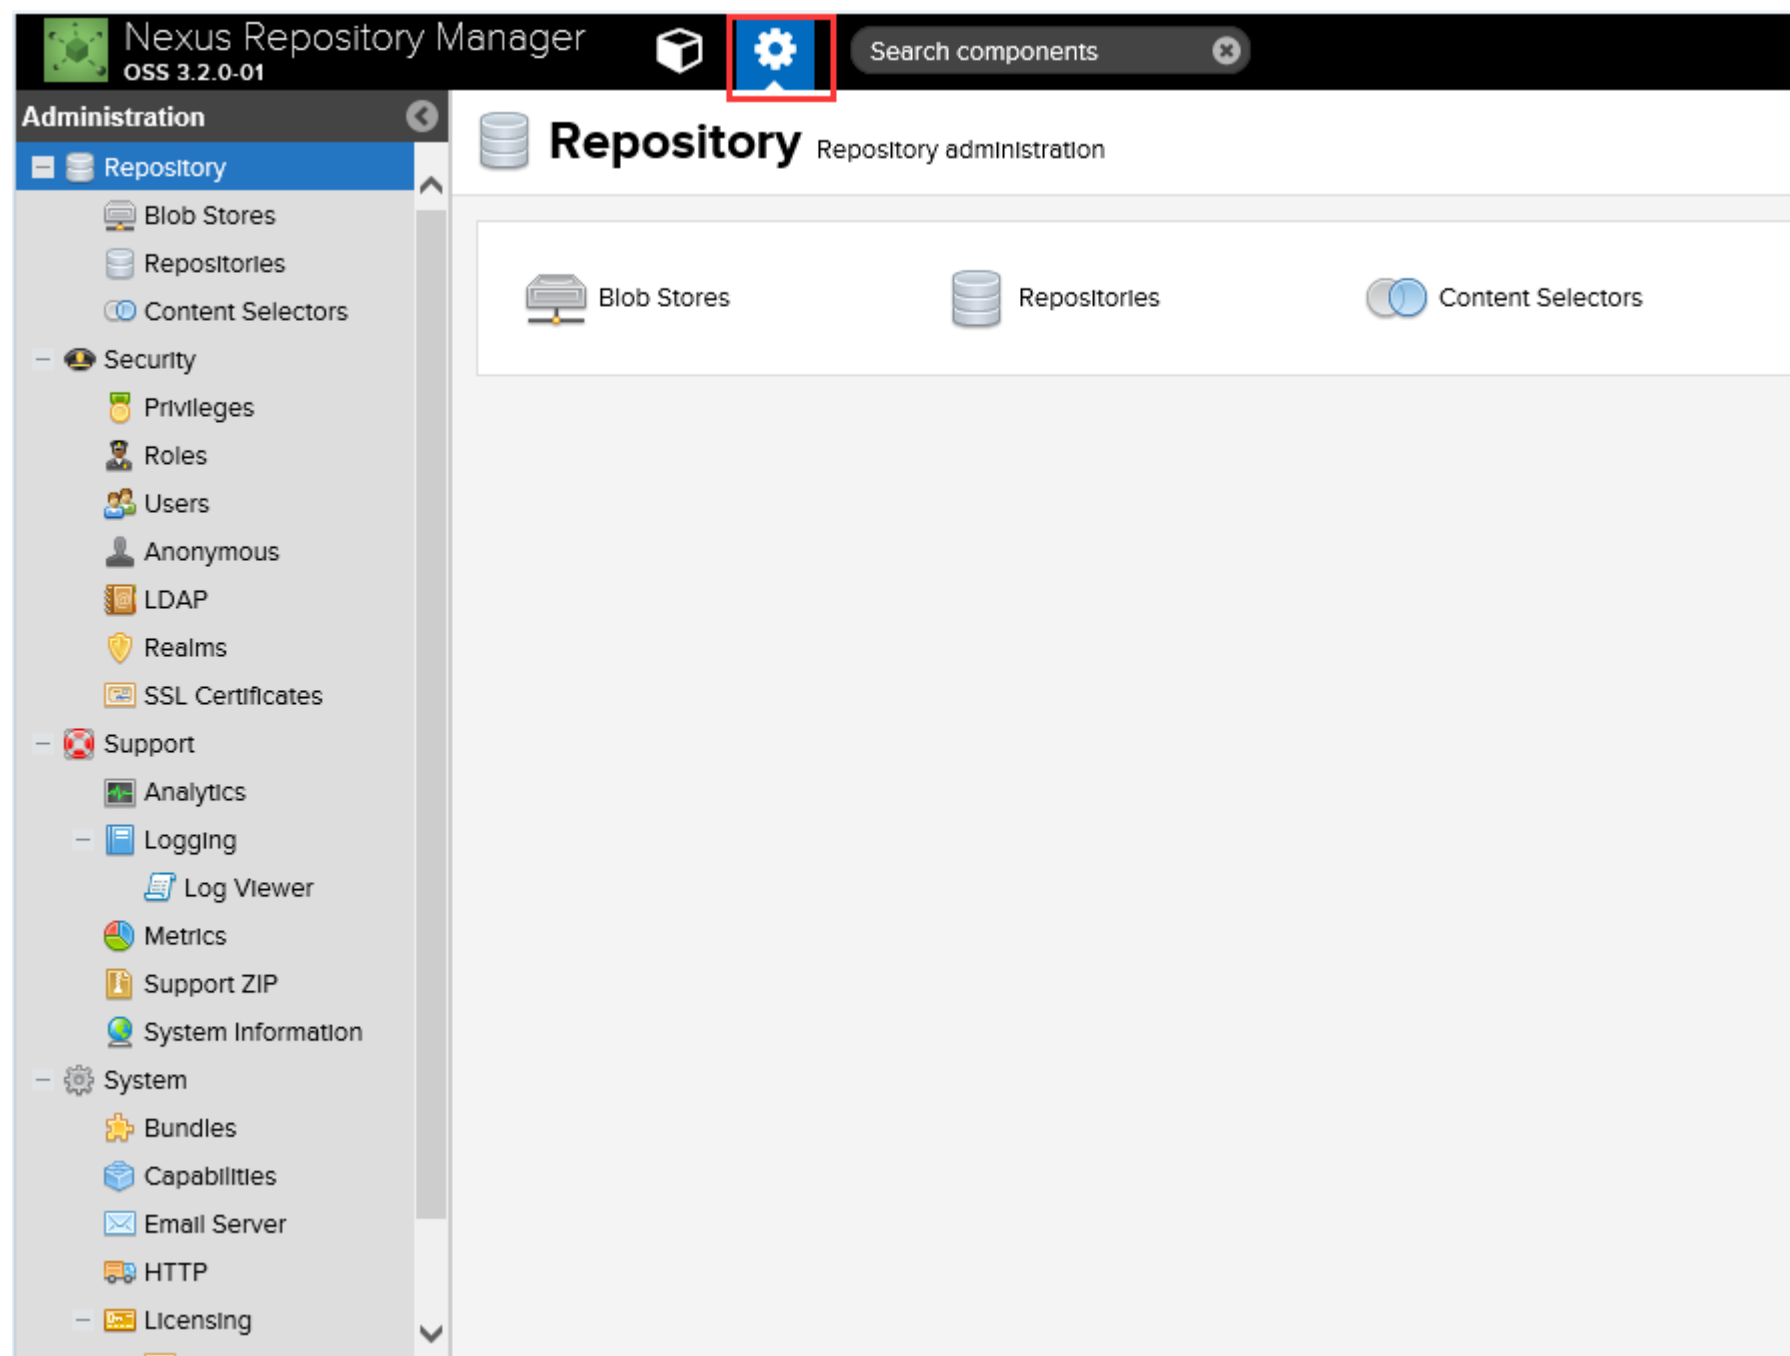 Nexus Repository Manager
OSS 3.2.0-01
Search components
Administration
Repository
Blob Stores
Repositories
Content Selectors
Security
Privileges
Roles
Users
Anonymous
LDAP
Realms
SSL Certificates
Support
Analytics
Logging
Log Viewer
Metrics
Support ZIP
System Information
System
Bundles
Capabilities
Email Server
HTTP
Licensing
Repository Repository administration
Blob Stores
Repositories
Content Selectors